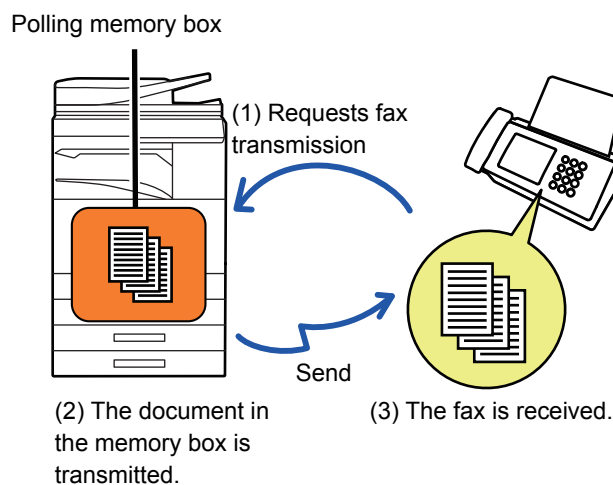 Polling memory box
(1) Requests fax
transmission
Send
(2) The document in
the memory box is
transmitted.
(3) The fax is received.